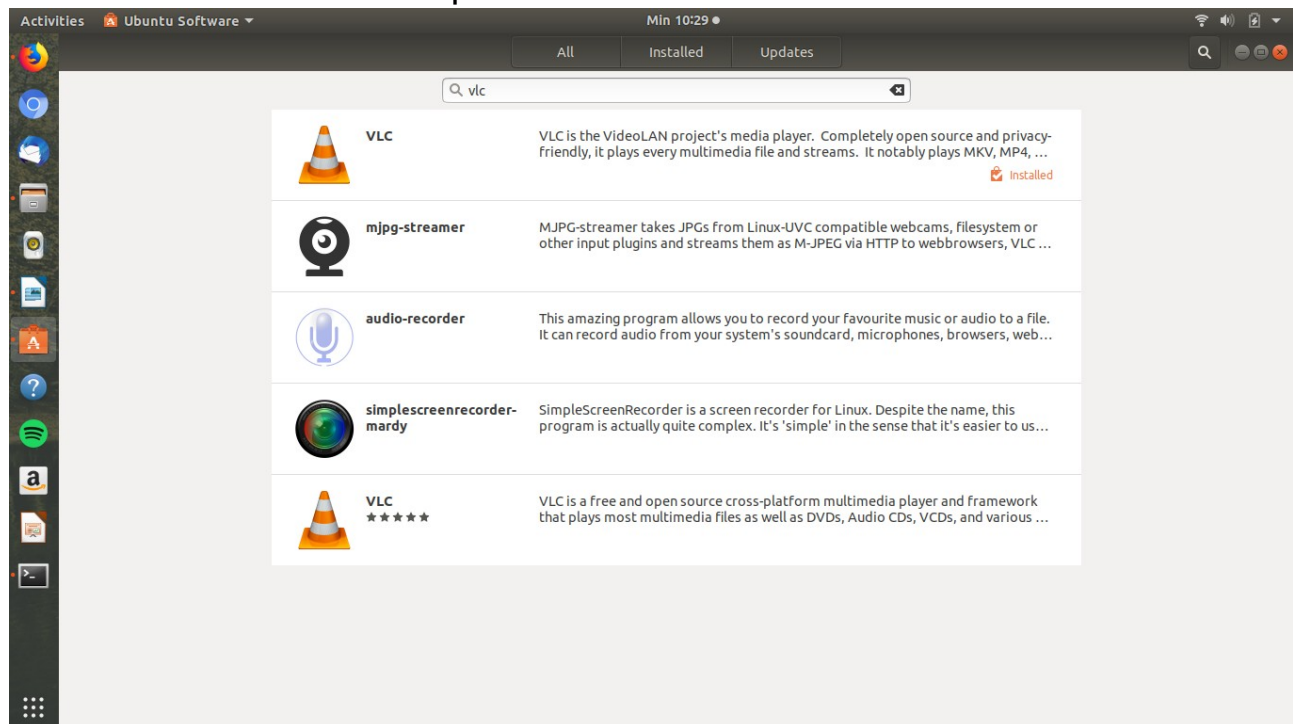 Activities Ubuntu Software Min 10:29
All Installed Updates
vlc
VLC
VLC is the VideoLAN project's media player. Completely open source and privacy-
friendly, it plays every multimedia file and streams. It notably plays MKV, MP4, ...
Installed
mjpg-streamer
MJPG-streamer takes JPGs from Linux-UVC compatible webcams, filesystem or
other input plugins and streams them as M-JPEG via HTTP to webbrowsers, VLC ...
audio-recorder
This amazing program allows you to record your favourite music or audio to a file.
It can record audio from your system's soundcard, microphones, browsers, web...
simplescreenrecorder-
mardy
SimpleScreenRecorder is a screen recorder for Linux. Despite the name, this
program is actually quite complex. It's 'simple' in the sense that it's easier to us...
VLC
VLC is a free and open source cross-platform multimedia player and framework
that plays most multimedia files as well as DVDs, Audio CDs, VCDs, and various ...